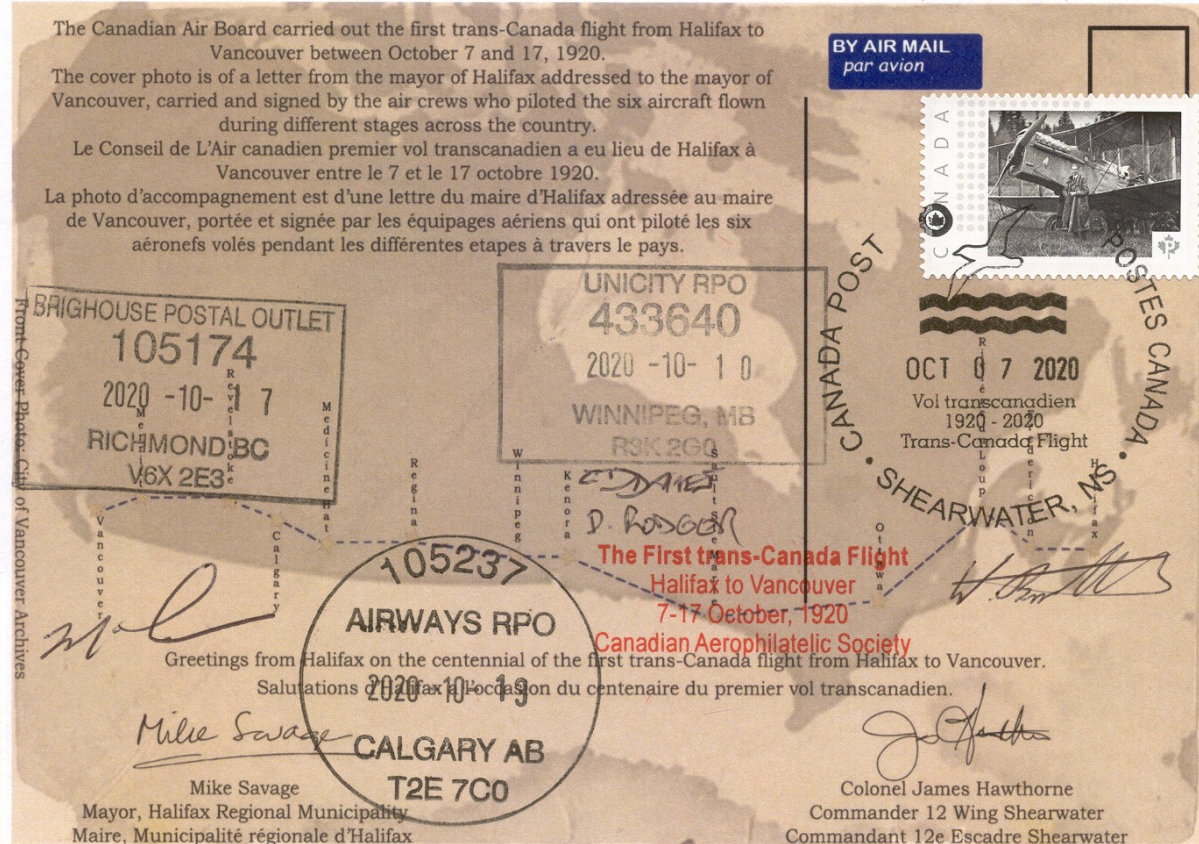 The Canadian Air Board carried out the first trans-Canada flight from Halifax to
Vancouver between October 7 and 17, 1920.
The cover photo is of a letter from the mayor of Halifax addressed to the mayor of
Vancouver, carried and signed by the air crews who piloted the six aircraft flown
during different stages across the country.
Le Conseil de L'Air canadien premier vol transcanadien a eu lieu de Halifax à
Vancouver entre le 7 et le 17 octobre 1920.
La photo d'accompagnement est d'une lettre du maire d'Halifax adressée au maire
de Vancouver, portée et signée par les équipages aériens qui ont piloté les six
aéronefs volés pendant les différentes etapes à travers le pays.
BY AIR MAIL
par avion
CANADA
P
CANADA POST
POSTES CANADA
OCT 07 2020
Vol transcanadien
1920 - 2020
Trans-Canada Flight
• SHEARWATER, NS •
BRIGHOUSE POSTAL OUTLET
105174
2020 -10- 17
RICHMOND, BC
V6X 2E3
UNICITY RPO
433640
2020 -10- 10
WINNIPEG, MB
R3K 2G0
Front Cover Photo: City of Vancouver Archives
Vancouver
Revelstoke
Calgary
Medicine Hat
Regina
Winnipeg
Kenora
Ottawa
Halifax
D. RODGER
The First trans-Canada Flight
Halifax to Vancouver
7-17 October, 1920
Canadian Aerophilatelic Society
105237
AIRWAYS RPO
2020 -10- 19
CALGARY AB
T2E 7C0
Greetings from Halifax on the centennial of the first trans-Canada flight from Halifax to Vancouver.
Salutations d'Halifax à l'occasion du centenaire du premier vol transcanadien.
Mike Savage
Mike Savage
Mayor, Halifax Regional Municipality
Maire, Municipalité régionale d'Halifax
Colonel James Hawthorne
Commander 12 Wing Shearwater
Commandant 12e Escadre Shearwater